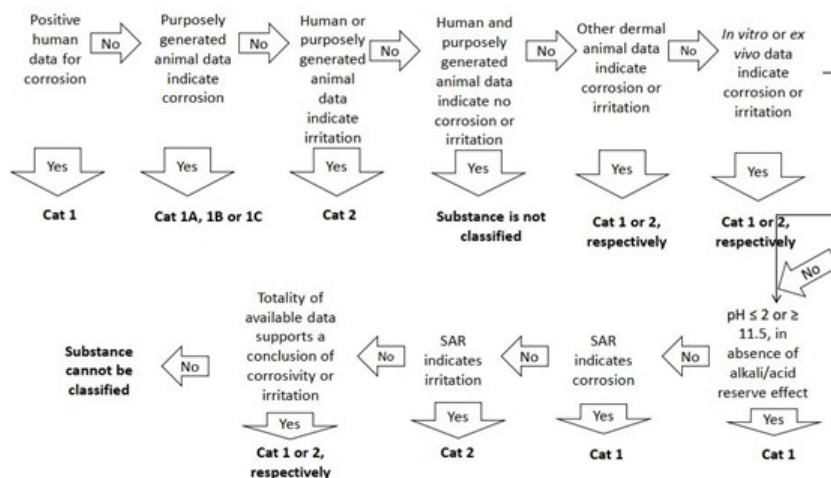 Positive
human
data for
corrosion
No
Purposely
generated
animal data
indicate
corrosion
No
Human or
purposely
generated
animal
data
indicate
irritation
No
Human and
purposely
generated
animal data
indicate no
corrosion or
irritation
No
Other dermal
animal data
indicate
corrosion or
irritation
No
In vitro or ex
vivo data
indicate
corrosion or
irritation
Yes
Yes
Yes
Yes
Yes
Yes
Cat 1
Cat 1A, 1B or 1C
Cat 2
Substance is not
classified
Cat 1 or 2,
respectively
Cat 1 or 2,
respectively
No
pH ≤ 2 or ≥
11.5, in
absence of
alkali/acid
reserve effect
No
SAR
indicates
corrosion
No
SAR
indicates
irritation
No
Totality of
available data
supports a
conclusion of
corrosivity or
irritation
No
Substance
cannot be
classified
Yes
Yes
Yes
Yes
Cat 1 or 2,
respectively
Cat 2
Cat 1
Cat 1